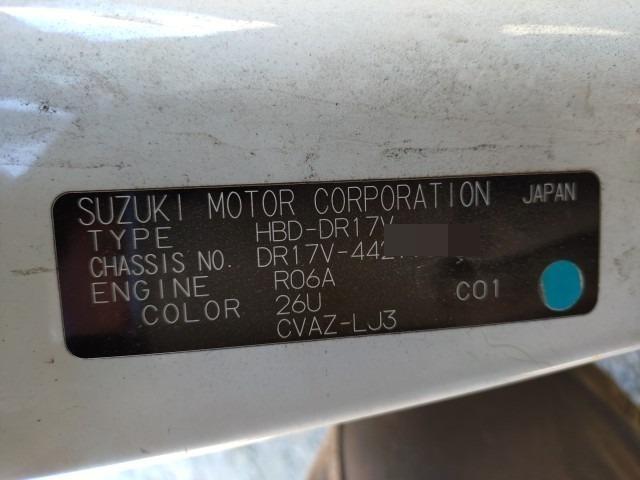 SUZUKI MOTOR CORPORATION JAPAN
TYPE HBD-DR17V
CHASSIS NO. DR17V-442
ENGINE R06A
COLOR 26U C01
CVAZ-LJ3